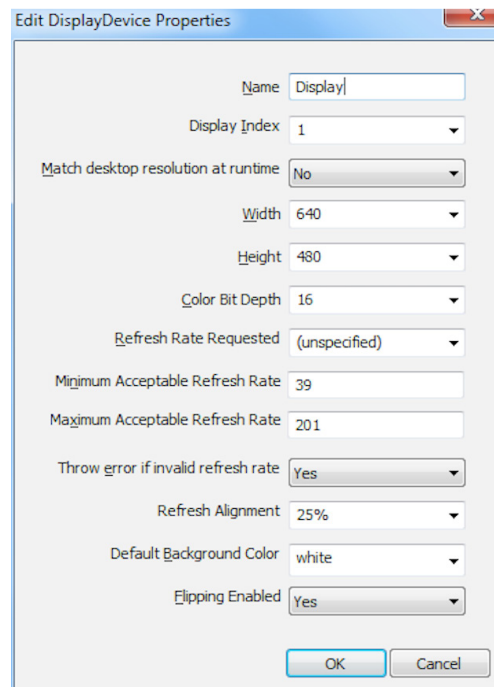 Edit DisplayDevice Properties
Name Display
Display Index 1
Match desktop resolution at runtime No
Width 640
Height 480
Color Bit Depth 16
Refresh Rate Requested (unspecified)
Minimum Acceptable Refresh Rate 39
Maximum Acceptable Refresh Rate 201
Throw error if invalid refresh rate Yes
Refresh Alignment 25%
Default Background Color white
Flipping Enabled Yes
OK Cancel